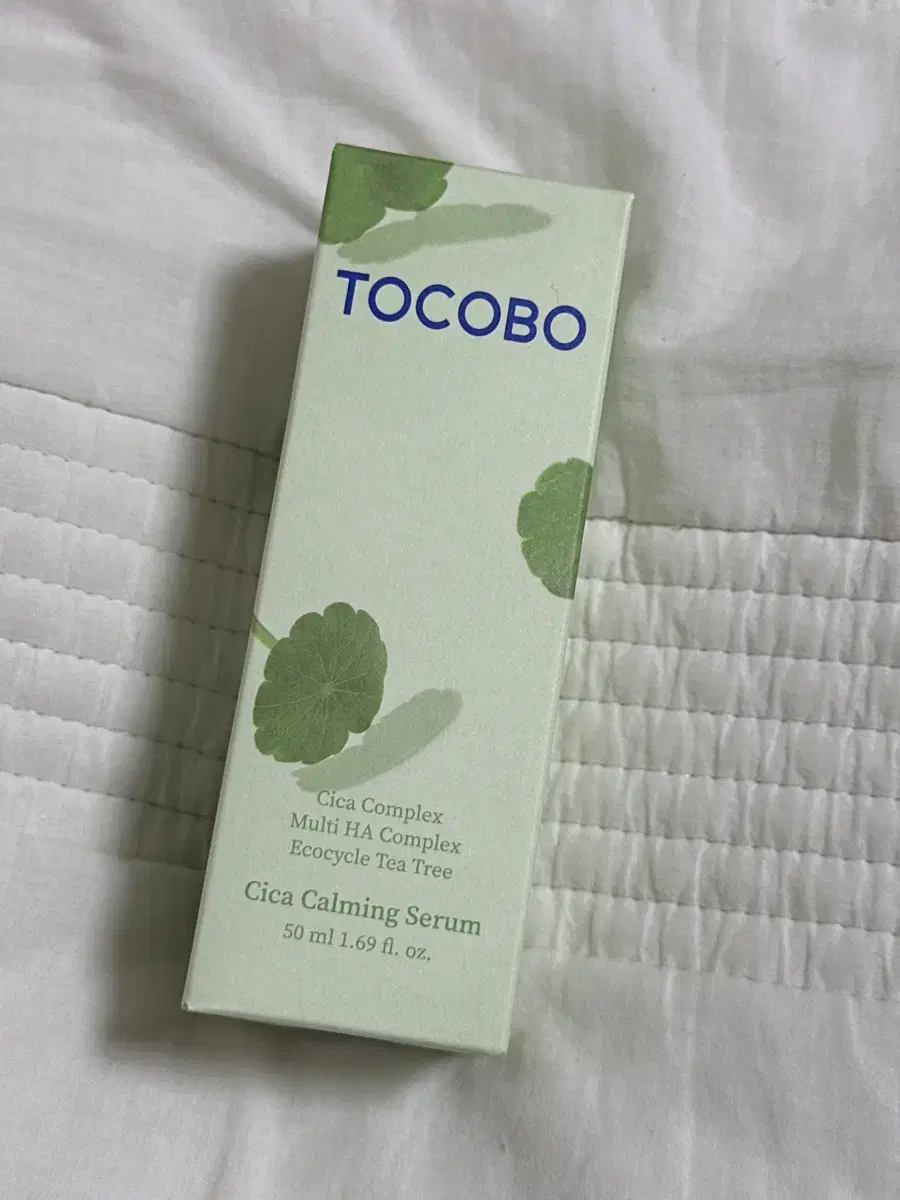 TOCOBO
Cica Complex
Multi HA Complex
Ecocycle Tea Tree
Cica Calming Serum
50 ml 1.69 fl. oz.